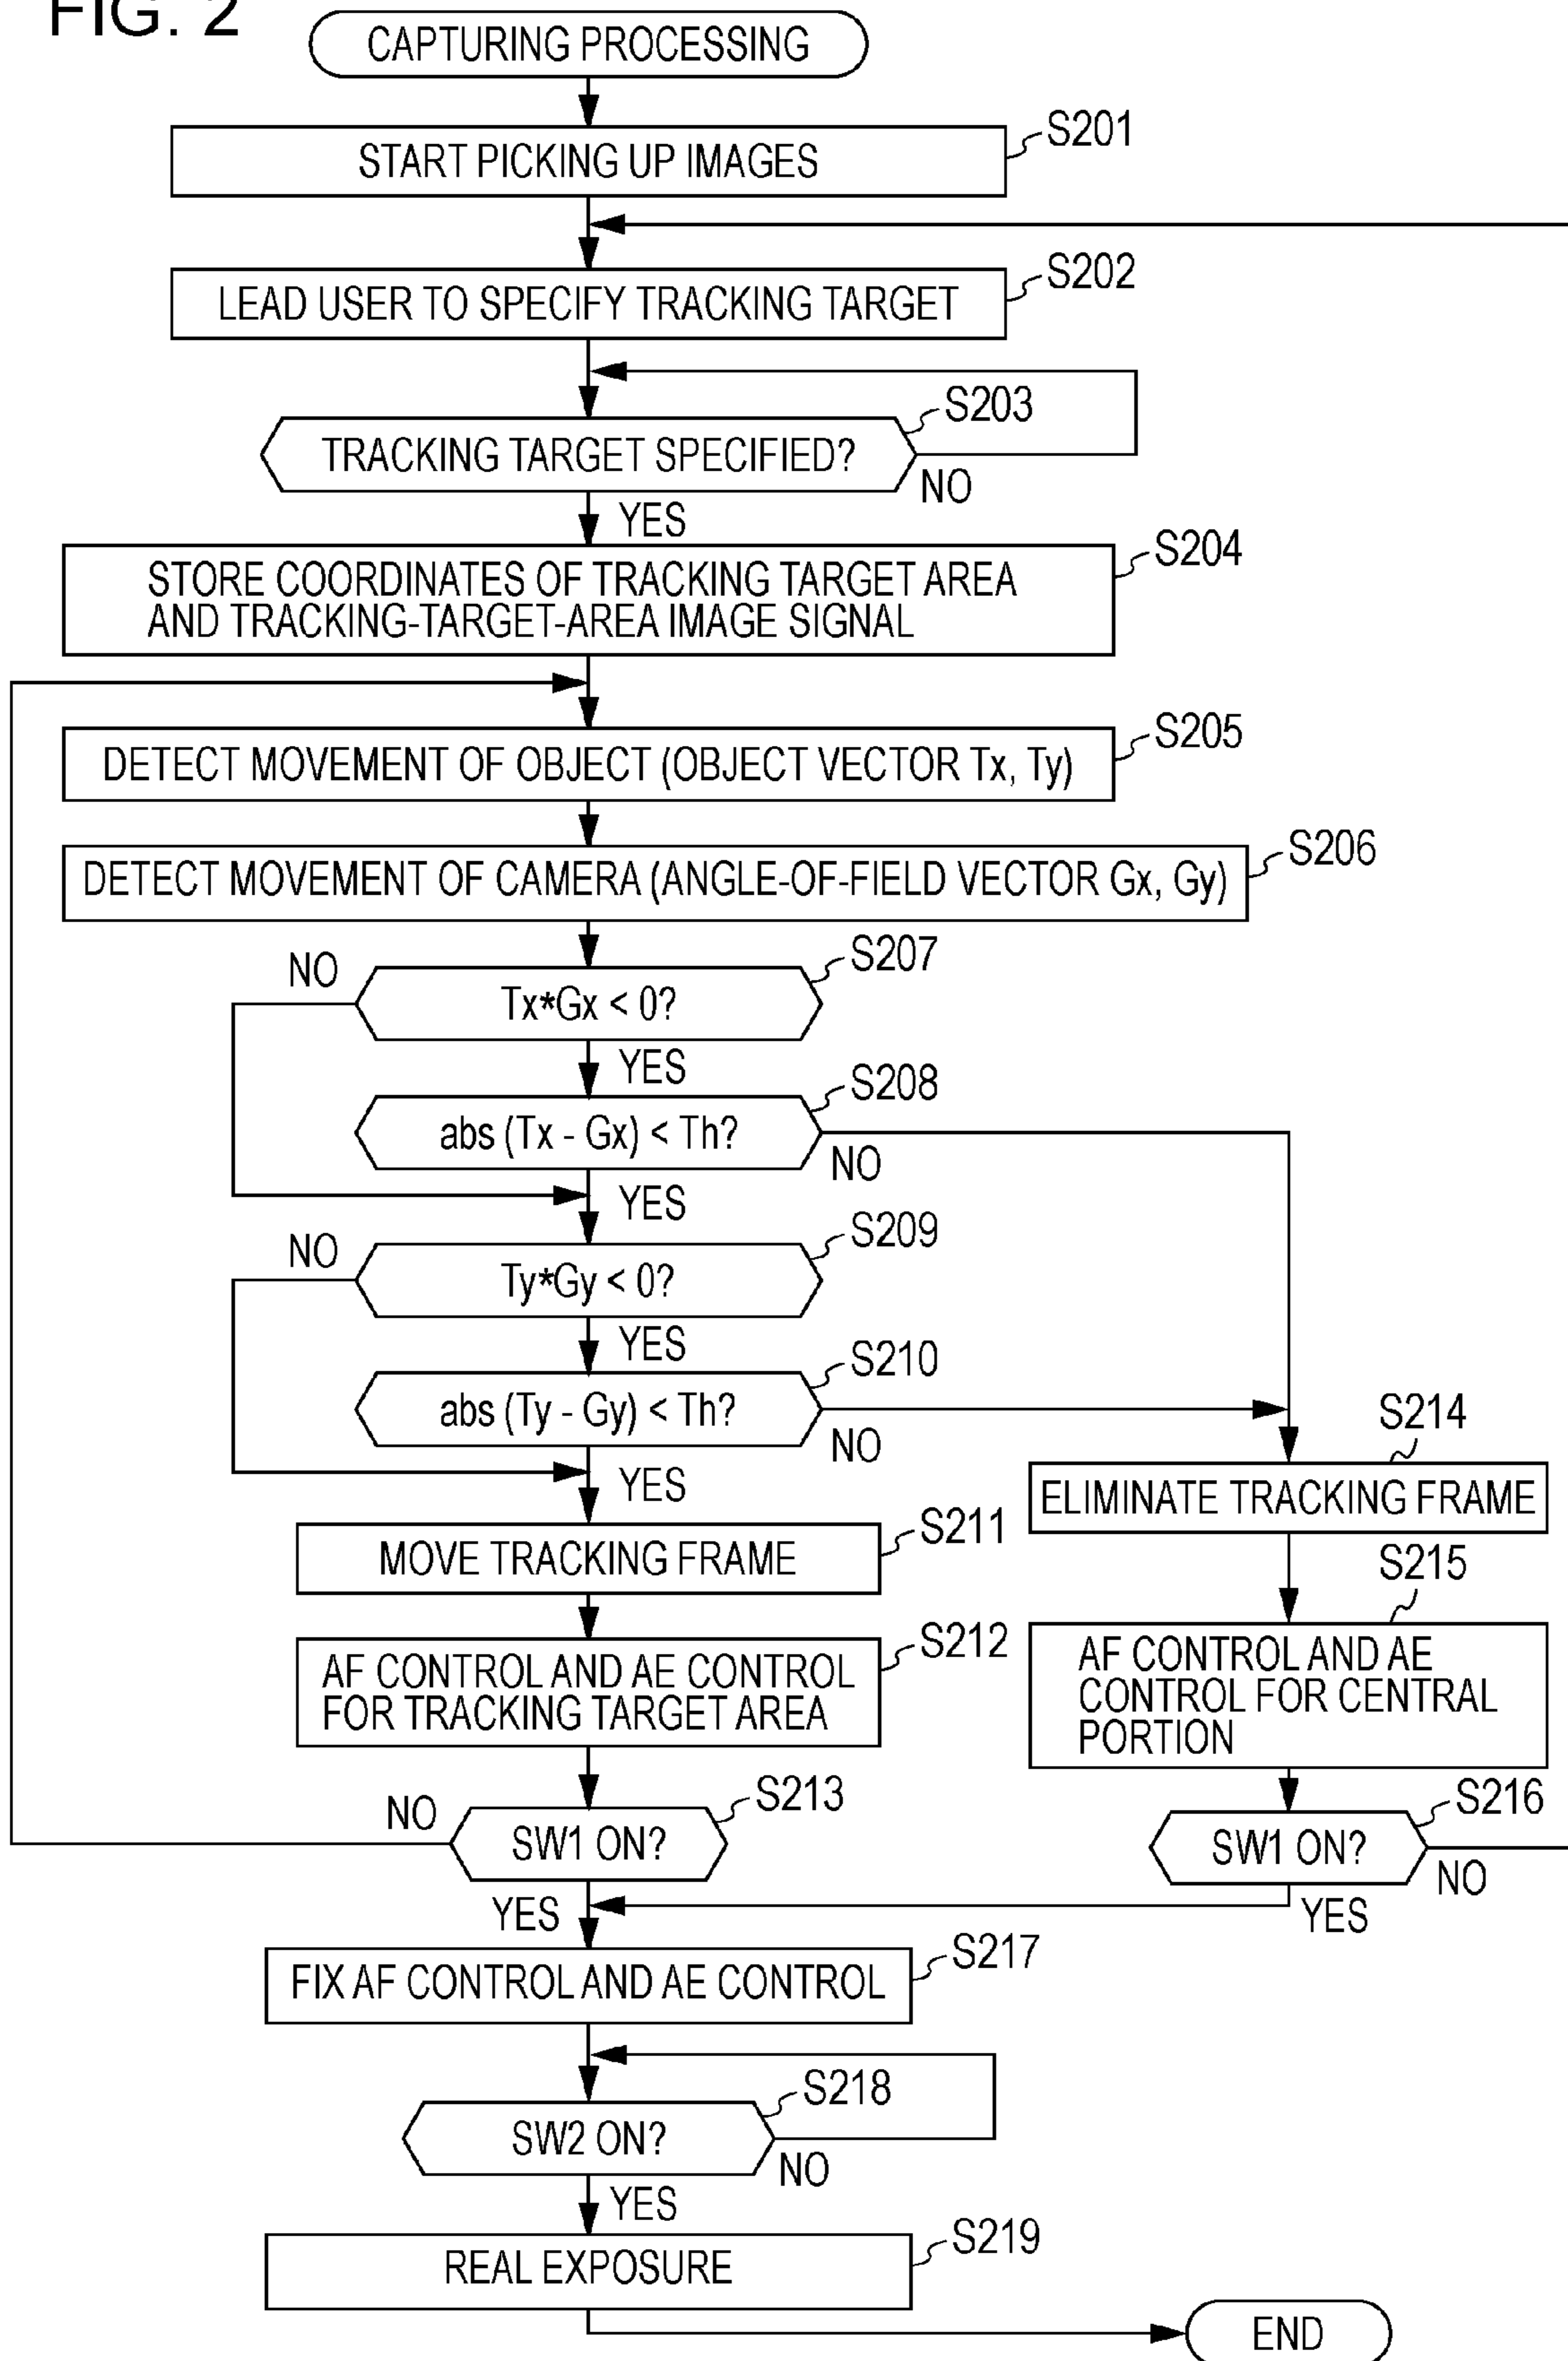 FIG. 2
CAPTURING PROCESSING
S201
START PICKING UP IMAGES
S202
LEAD USER TO SPECIFY TRACKING TARGET
S203
TRACKING TARGET SPECIFIED?
NO
YES
S204
STORE COORDINATES OF TRACKING TARGET AREA
AND TRACKING-TARGET-AREA IMAGE SIGNAL
S205
DETECT MOVEMENT OF OBJECT (OBJECT VECTOR Tx, Ty)
S206
DETECT MOVEMENT OF CAMERA (ANGLE-OF-FIELD VECTOR Gx, Gy)
S207
NO
Tx*Gx < 0?
YES
S208
abs (Tx - Gx) < Th?
NO
YES
S209
NO
Ty*Gy < 0?
YES
S210
abs (Ty - Gy) < Th?
NO
YES
S211
MOVE TRACKING FRAME
S212
AF CONTROL AND AE CONTROL
FOR TRACKING TARGET AREA
S213
NO
SW1 ON?
YES
S214
ELIMINATE TRACKING FRAME
S215
AF CONTROL AND AE
CONTROL FOR CENTRAL
PORTION
S216
SW1 ON?
NO
YES
S217
FIX AF CONTROL AND AE CONTROL
S218
SW2 ON?
NO
YES
S219
REAL EXPOSURE
END